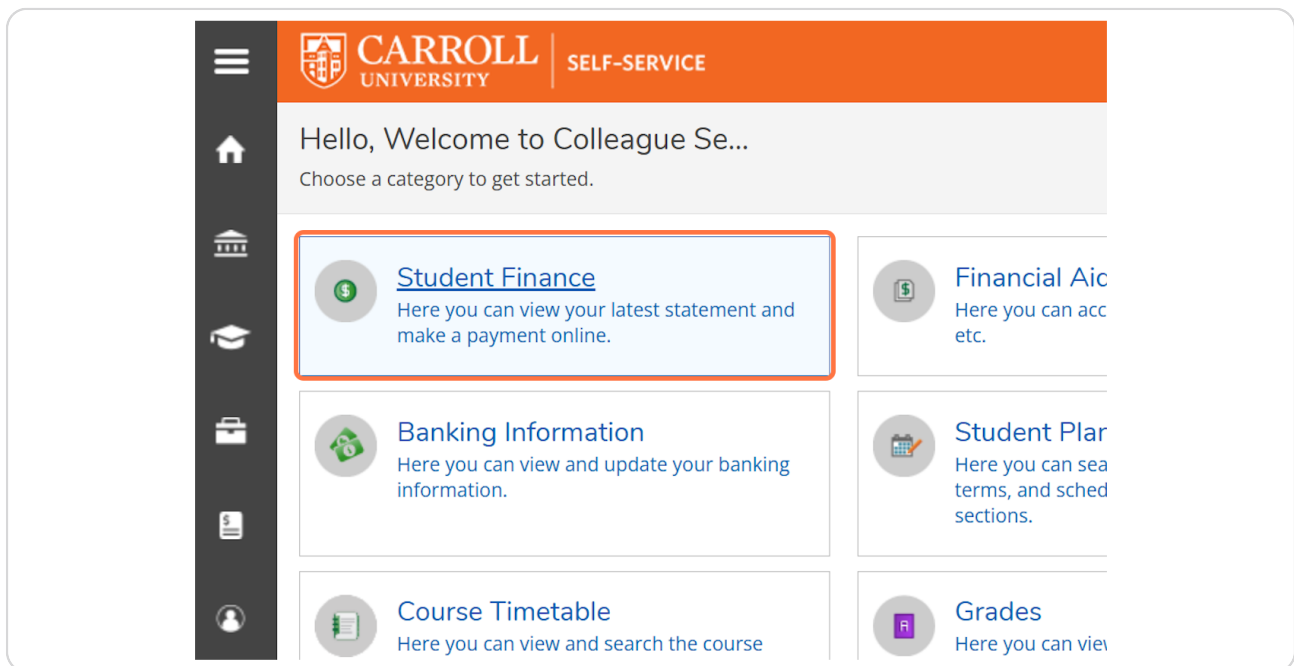 CARROLL
UNIVERSITY
SELF-SERVICE
Hello, Welcome to Colleague Se...
Choose a category to get started.
Student Finance
Here you can view your latest statement and
make a payment online.
Financial Aid
Here you can acc
etc.
Banking Information
Here you can view and update your banking
information.
Student Plan
Here you can sea
terms, and sched
sections.
Course Timetable
Here you can view and search the course
Grades
Here you can view